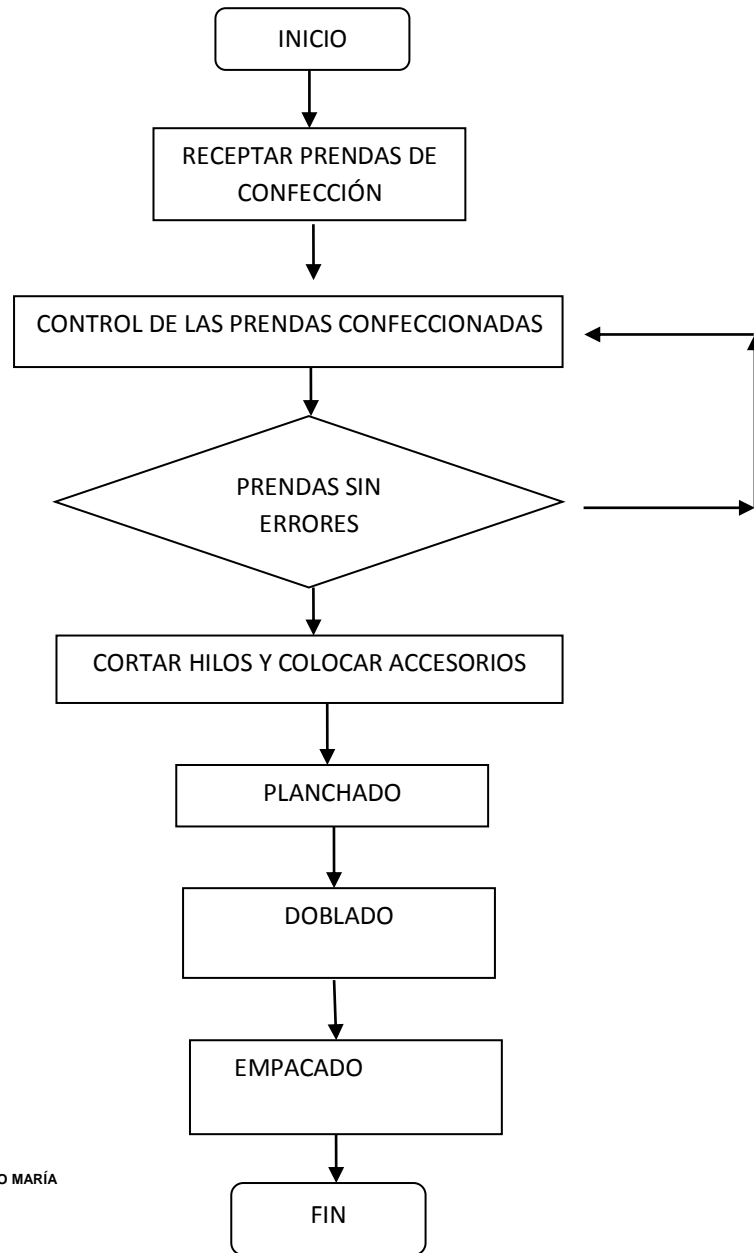 INICIO
RECEPTAR PRENDAS DE
CONFECCIÓN
CONTROL DE LAS PRENDAS CONFECCIONADAS
PRENDAS SIN
ERRORES
CORTAR HILOS Y COLOCAR ACCESORIOS
PLANCHADO
DOBLADO
EMPACADO
O MARÍA
FIN